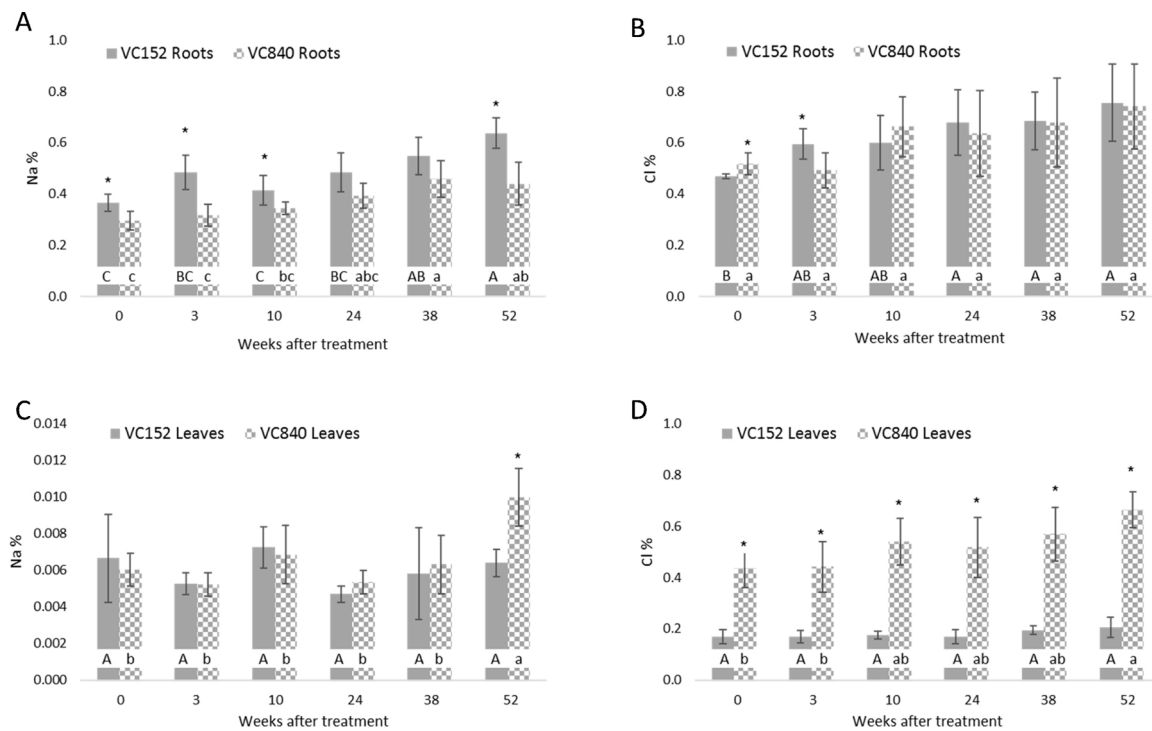 A
1.0
VC152 Roots VC840 Roots
0.8
0.6
0.4
0.2
0.0
Na %
* * * *
C c BC c C bc BC abc AB a A ab
0 3 10 24 38 52
Weeks after treatment
B
1.0
VC152 Roots VC840 Roots
0.8
0.6
0.4
0.2
0.0
Cl %
* *
B a AB a AB a A a A a A a
0 3 10 24 38 52
Weeks after treatment
C
0.014
VC152 Leaves VC840 Leaves
0.012
0.010
0.008
0.006
0.004
0.002
0.000
Na %
*
A b A b A b A b A b A a
0 3 10 24 38 52
Weeks after treatment
D
1.0
VC152 Leaves VC840 Leaves
0.8
0.6
0.4
0.2
0.0
Cl %
* * * * * *
A b A b A ab A ab A ab A a
0 3 10 24 38 52
Weeks after treatment